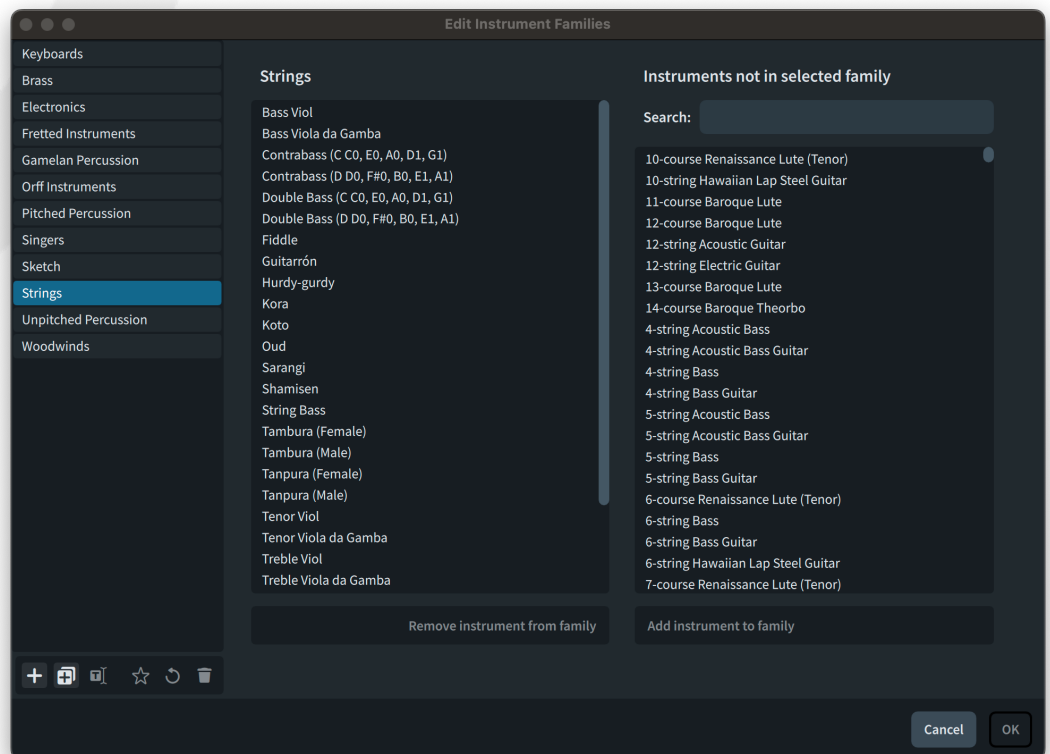 Edit Instrument Families
Keyboards
Brass
Electronics
Fretted Instruments
Gamelan Percussion
Orff Instruments
Pitched Percussion
Singers
Sketch
Strings
Unpitched Percussion
Woodwinds
Strings
Bass Viol
Bass Viola da Gamba
Contrabass (C C0, E0, A0, D1, G1)
Contrabass (D D0, F#0, B0, E1, A1)
Double Bass (C C0, E0, A0, D1, G1)
Double Bass (D D0, F#0, B0, E1, A1)
Fiddle
Guitarrón
Hurdy-gurdy
Kora
Koto
Oud
Sarangi
Shamisen
String Bass
Tambura (Female)
Tambura (Male)
Tanpura (Female)
Tanpura (Male)
Tenor Viol
Tenor Viola da Gamba
Treble Viol
Treble Viola da Gamba
Remove instrument from family
Instruments not in selected family
Search:
10-course Renaissance Lute (Tenor)
10-string Hawaiian Lap Steel Guitar
11-course Baroque Lute
12-course Baroque Lute
12-string Acoustic Guitar
12-string Electric Guitar
13-course Baroque Lute
14-course Baroque Theorbo
4-string Acoustic Bass
4-string Acoustic Bass Guitar
4-string Bass
4-string Bass Guitar
5-string Acoustic Bass
5-string Acoustic Bass Guitar
5-string Bass
5-string Bass Guitar
6-course Renaissance Lute (Tenor)
6-string Bass
6-string Bass Guitar
6-string Hawaiian Lap Steel Guitar
7-course Renaissance Lute (Tenor)
Add instrument to family
Cancel
OK